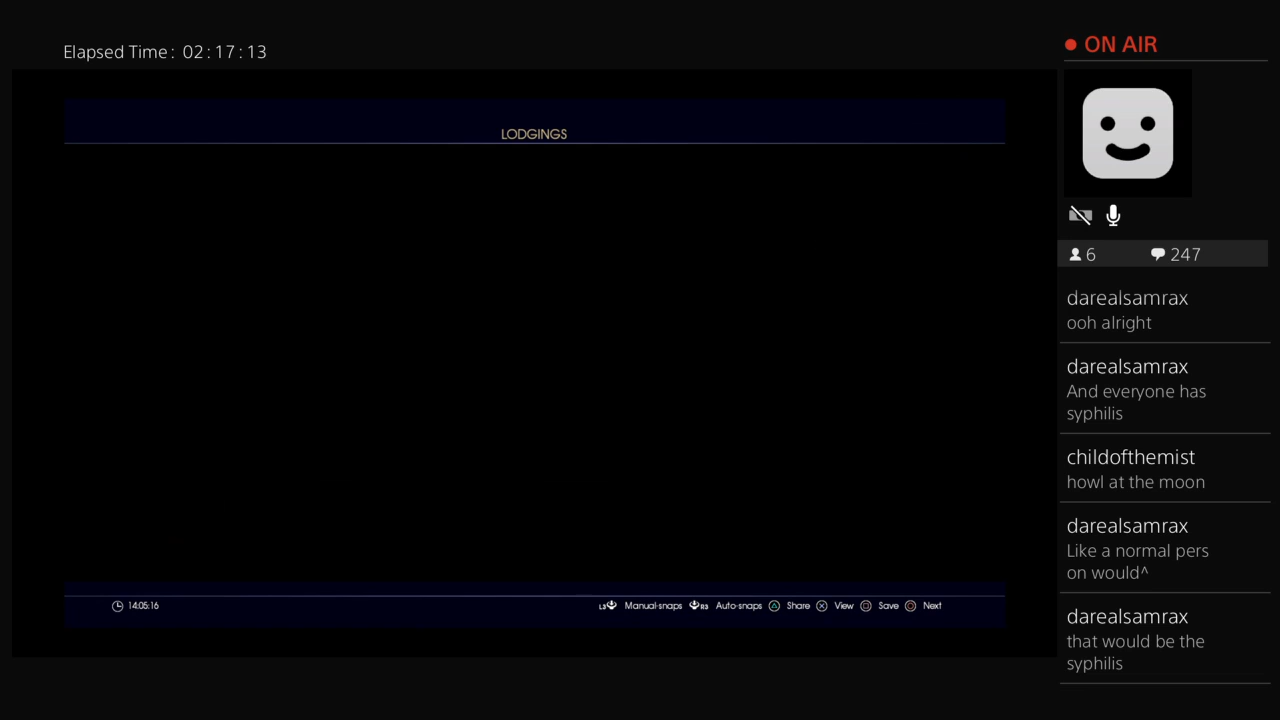 Elapsed Time: 02:17:13
ON AIR
LODGINGS
6 247
darealsamrax
ooh alright
darealsamrax
And everyone has
syphilis
childofthemist
howl at the moon
darealsamrax
Like a normal pers
on would^
darealsamrax
that would be the
syphilis
14:05:16 L3 Manual-snaps R3 Auto-snaps Share View Save Next